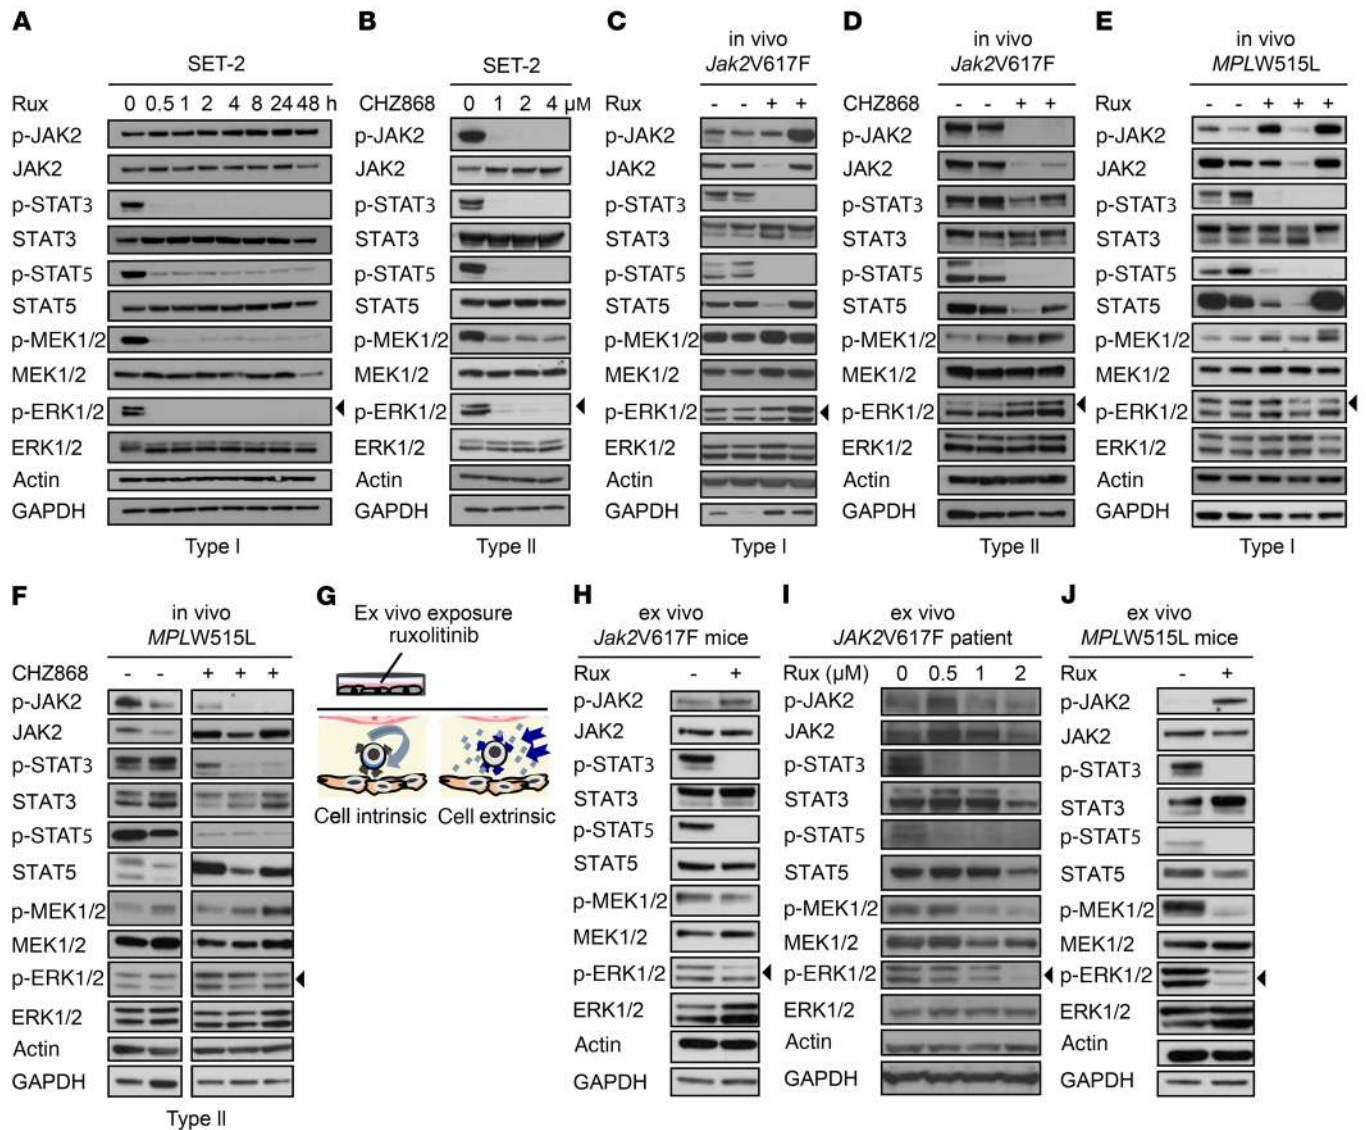 A
SET-2
Rux 0 0.5 1 2 4 8 24 48 h
p-JAK2
JAK2
p-STAT3
STAT3
p-STAT5
STAT5
p-MEK1/2
MEK1/2
p-ERK1/2
ERK1/2
Actin
GAPDH
Type I
B
SET-2
CHZ868 0 1 2 4 µM
p-JAK2
JAK2
p-STAT3
STAT3
p-STAT5
STAT5
p-MEK1/2
MEK1/2
p-ERK1/2
ERK1/2
Actin
GAPDH
Type II
C
in vivo
Jak2V617F
Rux - - + +
p-JAK2
JAK2
p-STAT3
STAT3
p-STAT5
STAT5
p-MEK1/2
MEK1/2
p-ERK1/2
ERK1/2
Actin
GAPDH
Type I
D
in vivo
Jak2V617F
CHZ868 - - + +
p-JAK2
JAK2
p-STAT3
STAT3
p-STAT5
STAT5
p-MEK1/2
MEK1/2
p-ERK1/2
ERK1/2
Actin
GAPDH
Type II
E
in vivo
MPLW515L
Rux - - + + +
p-JAK2
JAK2
p-STAT3
STAT3
p-STAT5
STAT5
p-MEK1/2
MEK1/2
p-ERK1/2
ERK1/2
Actin
GAPDH
Type I
F
in vivo
MPLW515L
CHZ868 - - + + +
p-JAK2
JAK2
p-STAT3
STAT3
p-STAT5
STAT5
p-MEK1/2
MEK1/2
p-ERK1/2
ERK1/2
Actin
GAPDH
Type II
G
Ex vivo exposure
ruxolitinib
Cell intrinsic Cell extrinsic
H
ex vivo
Jak2V617F mice
Rux - +
p-JAK2
JAK2
p-STAT3
STAT3
p-STAT5
STAT5
p-MEK1/2
MEK1/2
p-ERK1/2
ERK1/2
Actin
GAPDH
I
ex vivo
JAK2V617F patient
Rux (µM) 0 0.5 1 2
p-JAK2
JAK2
p-STAT3
STAT3
p-STAT5
STAT5
p-MEK1/2
MEK1/2
p-ERK1/2
ERK1/2
Actin
GAPDH
J
ex vivo
MPLW515L mice
Rux - +
p-JAK2
JAK2
p-STAT3
STAT3
p-STAT5
STAT5
p-MEK1/2
MEK1/2
p-ERK1/2
ERK1/2
Actin
GAPDH